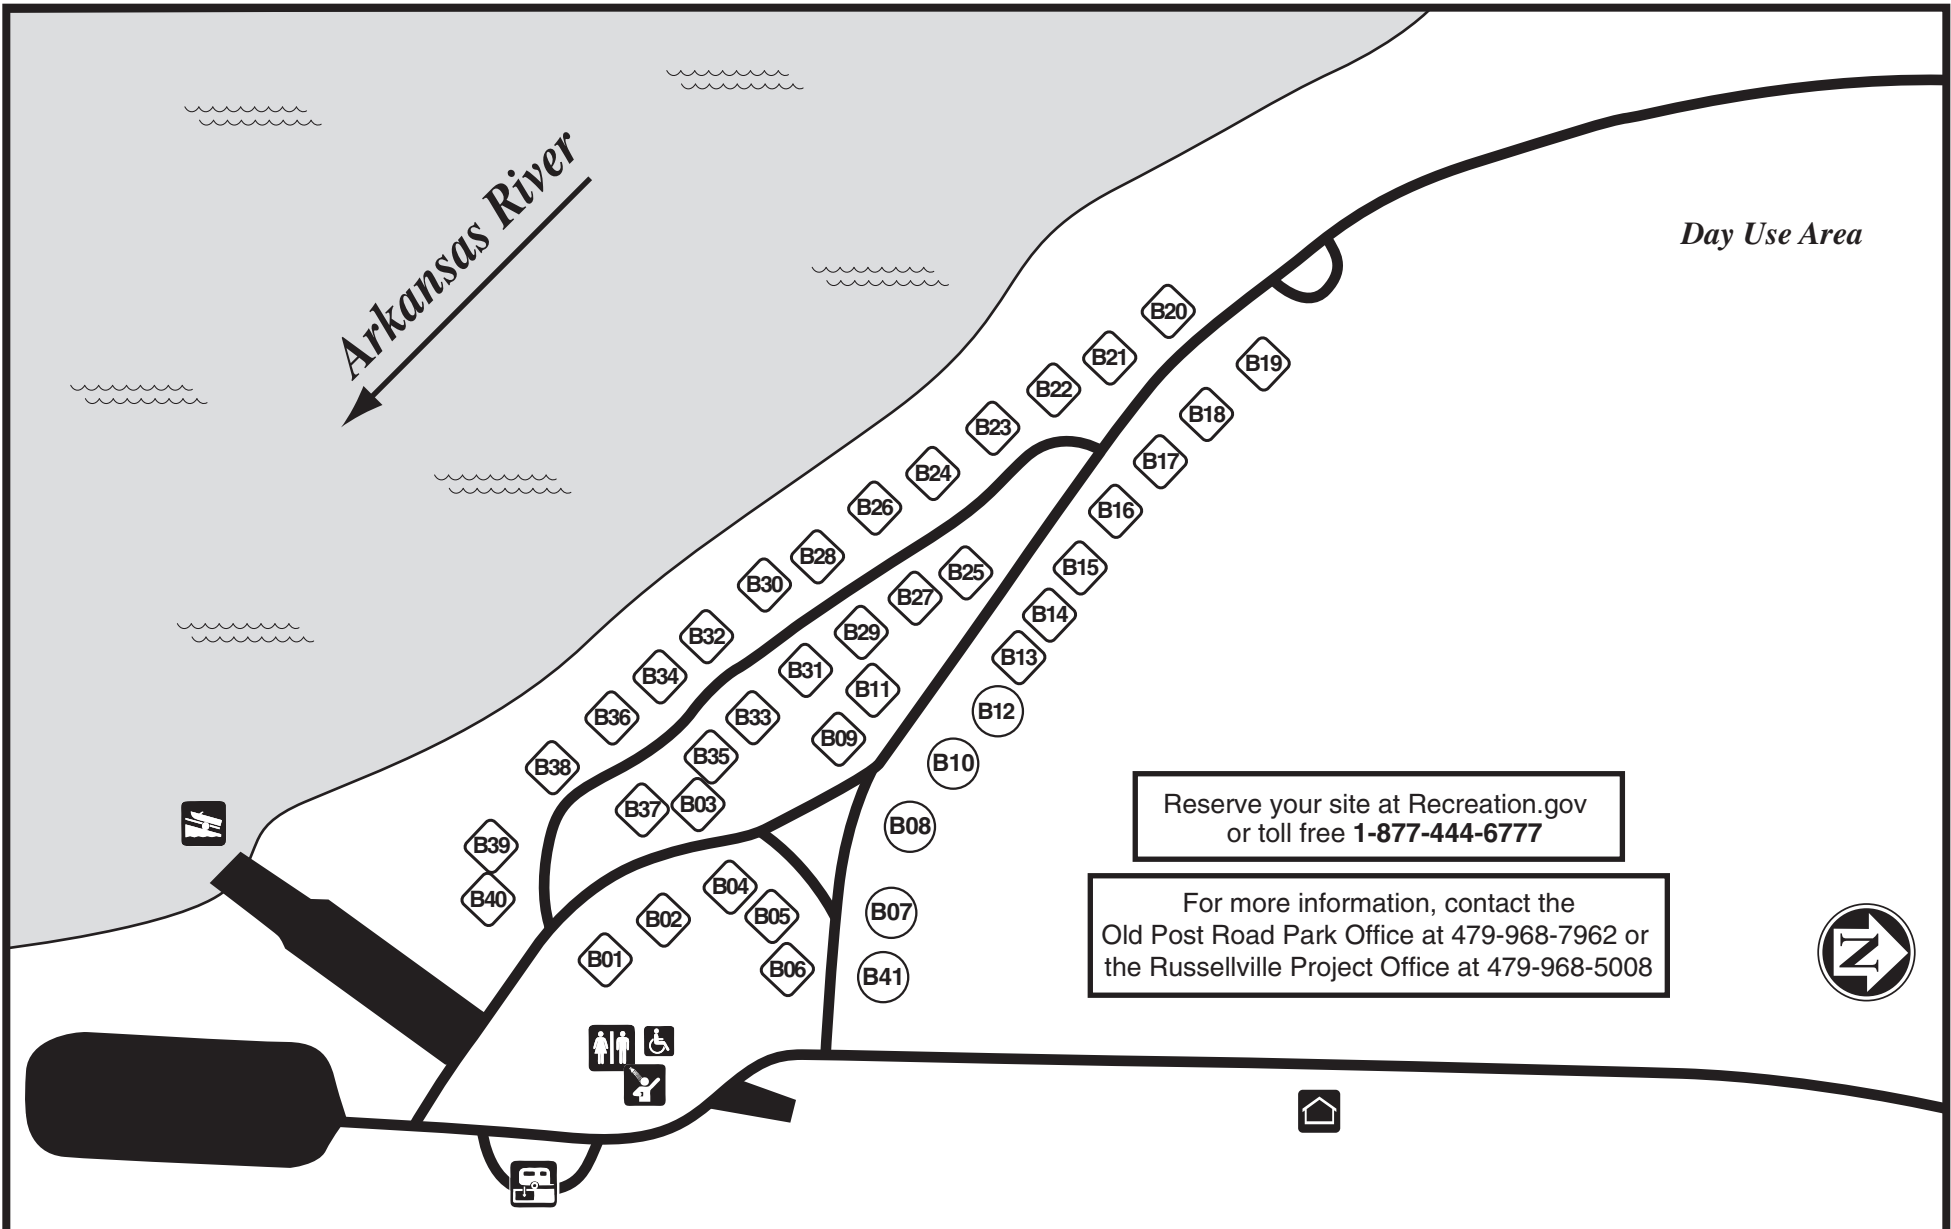 Arkansas River
Day Use Area
B20
B21
B19
B22
B18
B23
B17
B24
B26
B16
B28
B15
B25
B30
B27
B14
B29
B32
B13
B31
B34
B11
B12
B33
B36
B09
B35
B10
B38
B03
B37
B08
B39
B04
B40
B07
B05
B02
B01
B06
B41
Reserve your site at Recreation.gov
or toll free 1-877-444-6777
For more information, contact the
Old Post Road Park Office at 479-968-7962 or
the Russellville Project Office at 479-968-5008
N